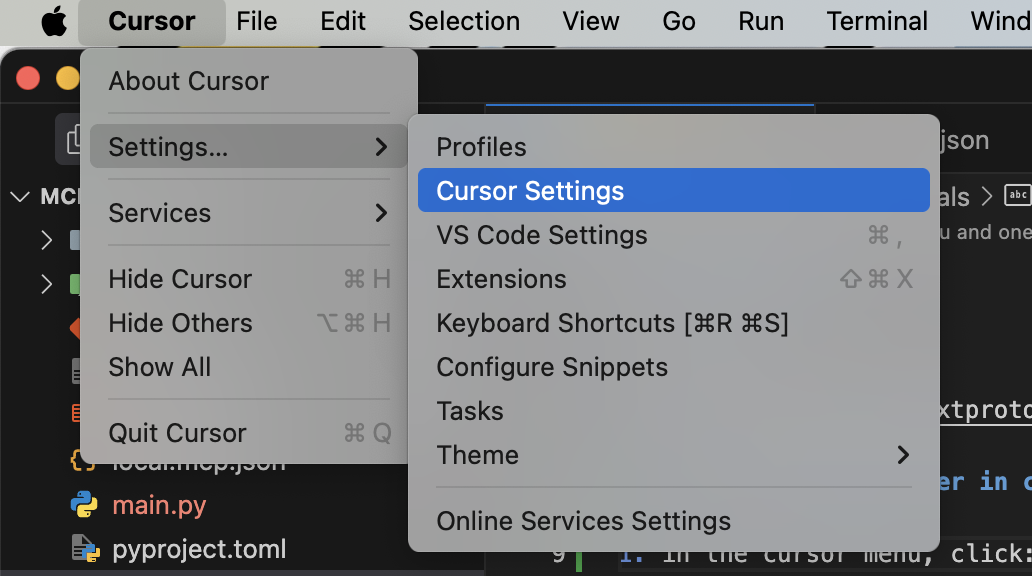 Cursor File Edit Selection View Go Run Terminal Wind
About Cursor
Settings...
Services
Hide Cursor ⌘ H
Hide Others ⌥ ⌘ H
Show All
Quit Cursor ⌘ Q
Profiles
Cursor Settings
VS Code Settings ⌘ ,
Extensions ⇧ ⌘ X
Keyboard Shortcuts [⌘R ⌘S]
Configure Snippets
Tasks
Theme
Online Services Settings
MC
local.mcp.json
main.py
pyproject.toml
json
als > abc
u and one
xtproto
er in c
9 1. In the cursor menu, click: